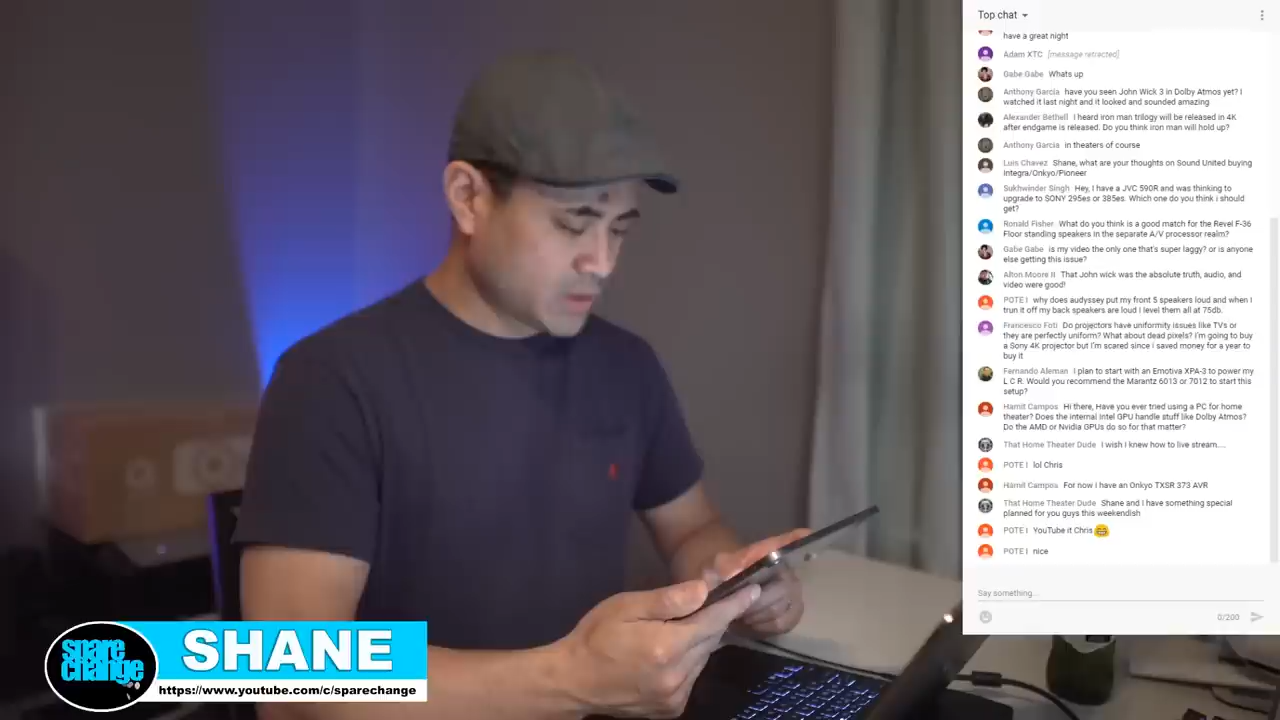 Top chat
have a great night
Adam XTC [message retracted]
Gabe Gabe Whats up
Anthony Garcia have you seen John Wick 3 in Dolby Atmos yet? I
watched it last night and it looked and sounded amazing
Alexander Bethell I heard iron man trilogy will be released in 4K
after endgame is released. Do you think iron man will hold up?
Anthony Garcia in theaters of course
Luis Chavez Shane, what are your thoughts on Sound United buying
Integra/Onkyo/Pioneer
Sukhwinder Singh Hey, I have a JVC 590R and was thinking to
upgrade to SONY 295es or 385es. Which one do you think i should
get?
Ronald Fisher What do you think is a good match for the Revel F-36
Floor standing speakers in the separate A/V processor realm?
Gabe Gabe is my video the only one that's super laggy? or is anyone
else getting this issue?
Alton Moore II That John wick was the absolute truth, audio, and
video were good!
POTE I why does audyssey put my front 5 speakers loud and when I
trun it off my back speakers are loud I level them all at 75db.
Francesco Foti Do projectors have uniformity issues like TVs or
they are perfectly uniform? What about dead pixels? I'm going to buy
a Sony 4K projector but I'm scared since i saved money for a year to
buy it
Fernando Aleman I plan to start with an Emotiva XPA-3 to power my
L C R. Would you recommend the Marantz 6013 or 7012 to start this
setup?
Hamit Campos Hi there, Have you ever tried using a PC for home
theater? Does the internal Intel GPU handle stuff like Dolby Atmos?
Do the AMD or Nvidia GPUs do so for that matter?
That Home Theater Dude I wish I knew how to live stream....
POTE I lol Chris
Hamit Campos For now I have an Onkyo TXSR 373 AVR
That Home Theater Dude Shane and I have something special
planned for you guys this weekendish
POTE I YouTube it Chris
POTE I nice
Say something...
0/200
spare
change
SHANE
https://www.youtube.com/c/sparechange